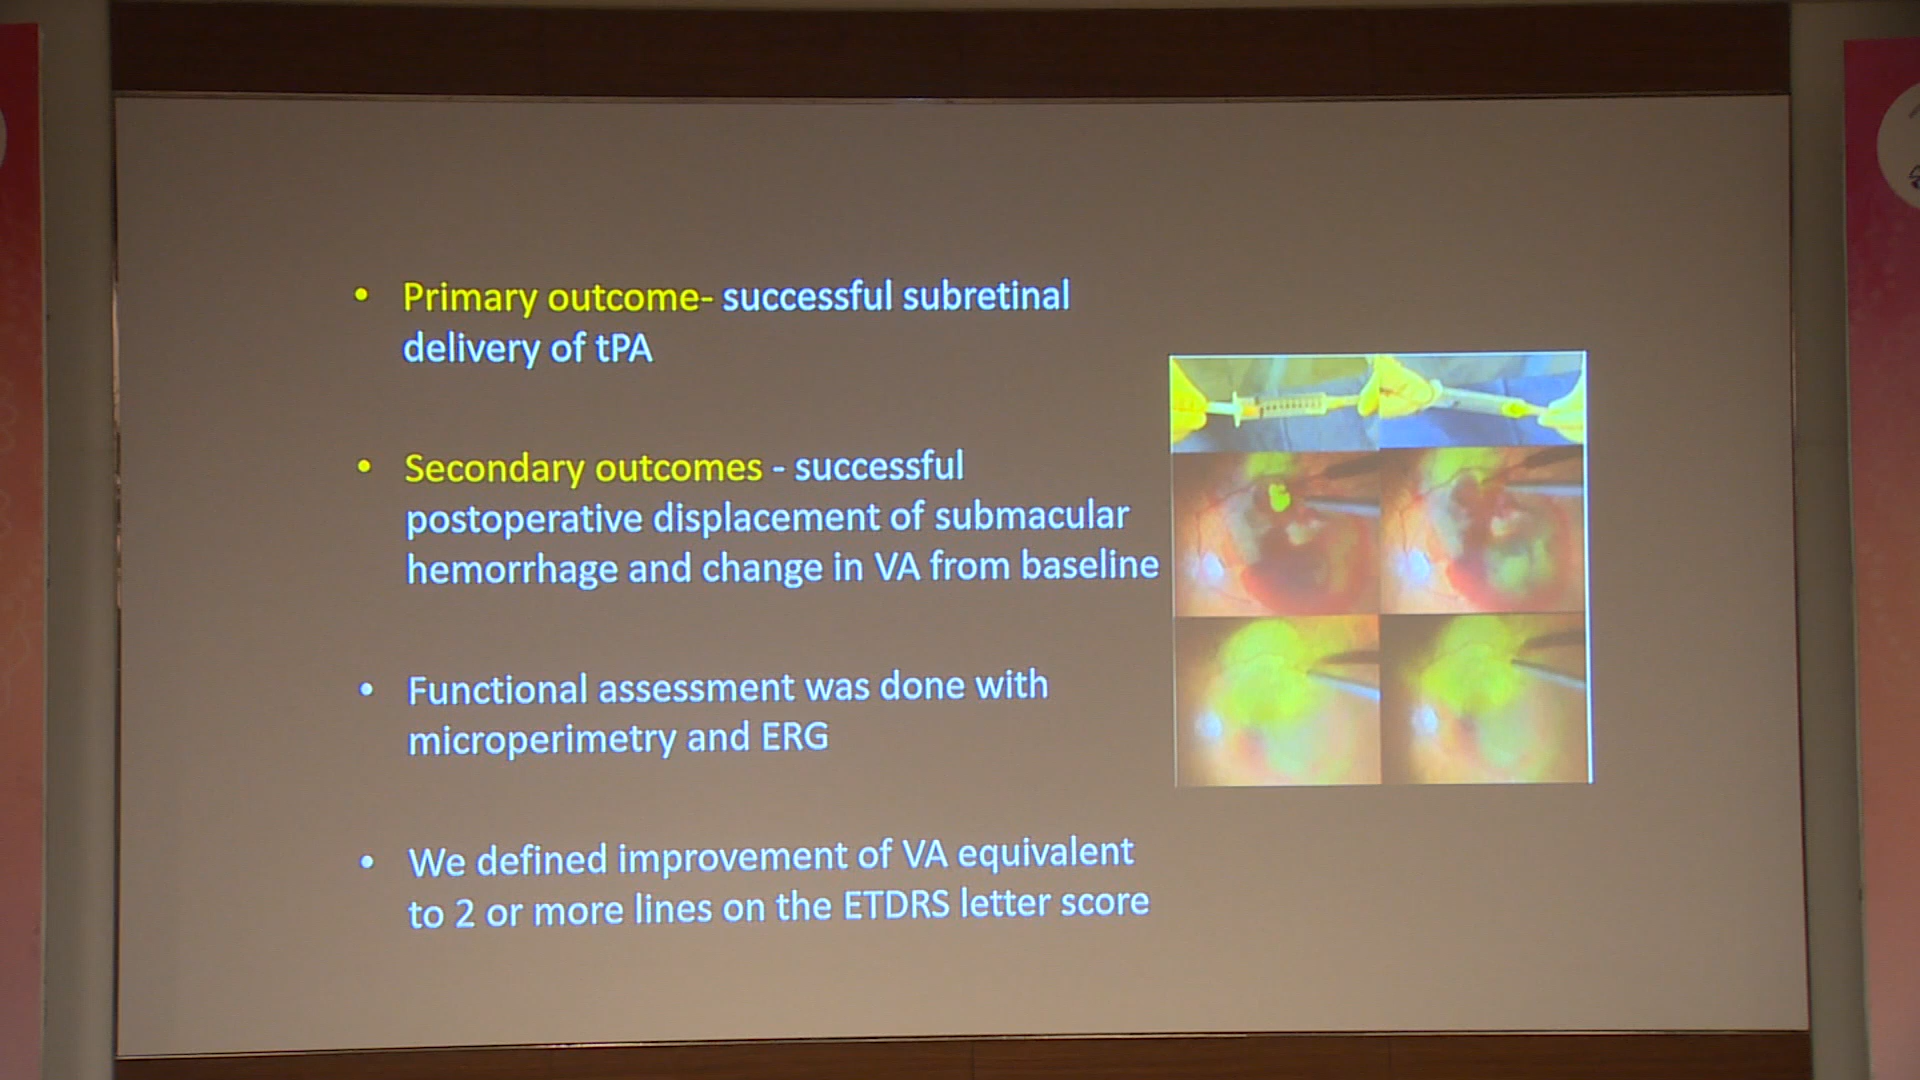 • Primary outcome- successful subretinal
delivery of tPA
• Secondary outcomes - successful
postoperative displacement of submacular
hemorrhage and change in VA from baseline
• Functional assessment was done with
microperimetry and ERG
• We defined improvement of VA equivalent
to 2 or more lines on the ETDRS letter score